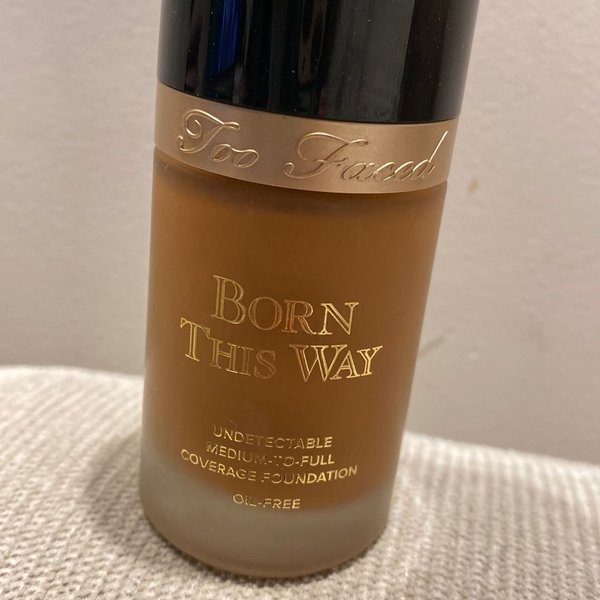 Too Faced
BORN
THIS WAY
UNDETECTABLE
MEDIUM-TO-FULL
COVERAGE FOUNDATION
OIL-FREE